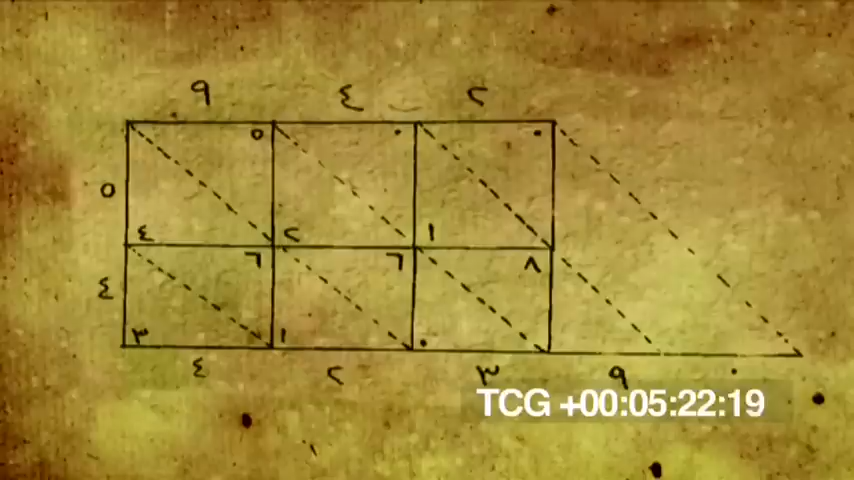 ٩ ٤ ٢
٥ ٠ ٠
٥
٤ ٢ ١
٦ ٦ ٨
٤
٣ ١ ٠
٤ ٢ ٣ ٩ ٠
TCG +00:05:22:19